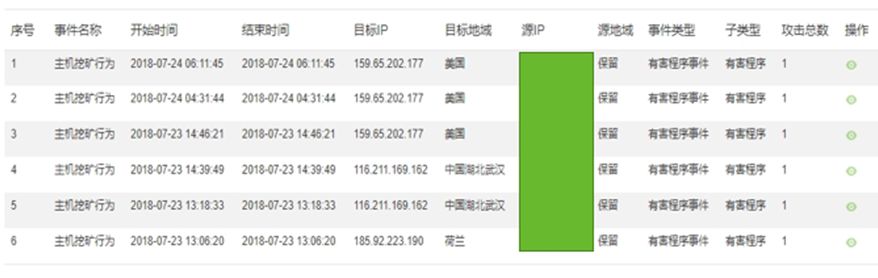 序号 事件名称 开始时间 结束时间 目标IP 目标地域 源IP 源地域 事件类型 子类型 攻击总数 操作
1 主机挖矿行为 2018-07-24 06:11:45 2018-07-24 06:11:45 159.65.202.177 美国 保留 有害程序事件 有害程序 1
2 主机挖矿行为 2018-07-24 04:31:44 2018-07-24 04:31:44 159.65.202.177 美国 保留 有害程序事件 有害程序 1
3 主机挖矿行为 2018-07-23 14:46:21 2018-07-23 14:46:21 159.65.202.177 美国 保留 有害程序事件 有害程序 1
4 主机挖矿行为 2018-07-23 14:39:49 2018-07-23 14:39:49 116.211.169.162 中国湖北武汉 保留 有害程序事件 有害程序 1
5 主机挖矿行为 2018-07-23 13:18:33 2018-07-23 13:18:33 116.211.169.162 中国湖北武汉 保留 有害程序事件 有害程序 1
6 主机挖矿行为 2018-07-23 13:06:20 2018-07-23 13:06:20 185.92.223.190 荷兰 保留 有害程序事件 有害程序 1